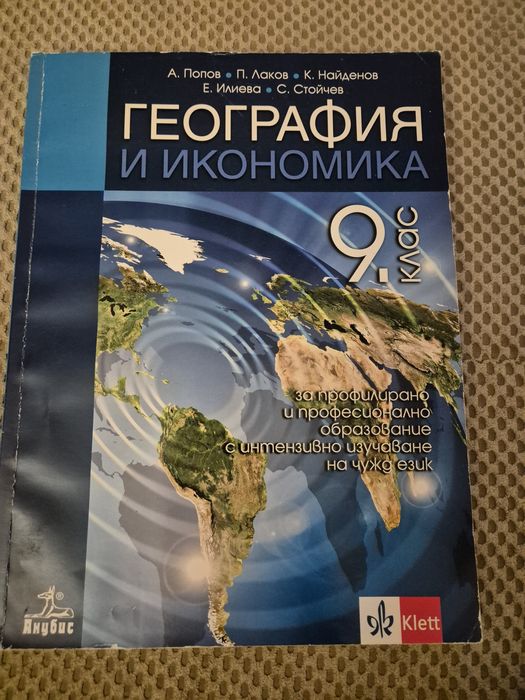 А. Попов • П. Лаков • К. Найденов
Е. Илиева • С. Стойчев
ГЕОГРАФИЯ
И ИКОНОМИКА
9. клас
за профилирано
и професионално
образование
с интензивно изучаване
на чужд език
Анубис ®
Klett